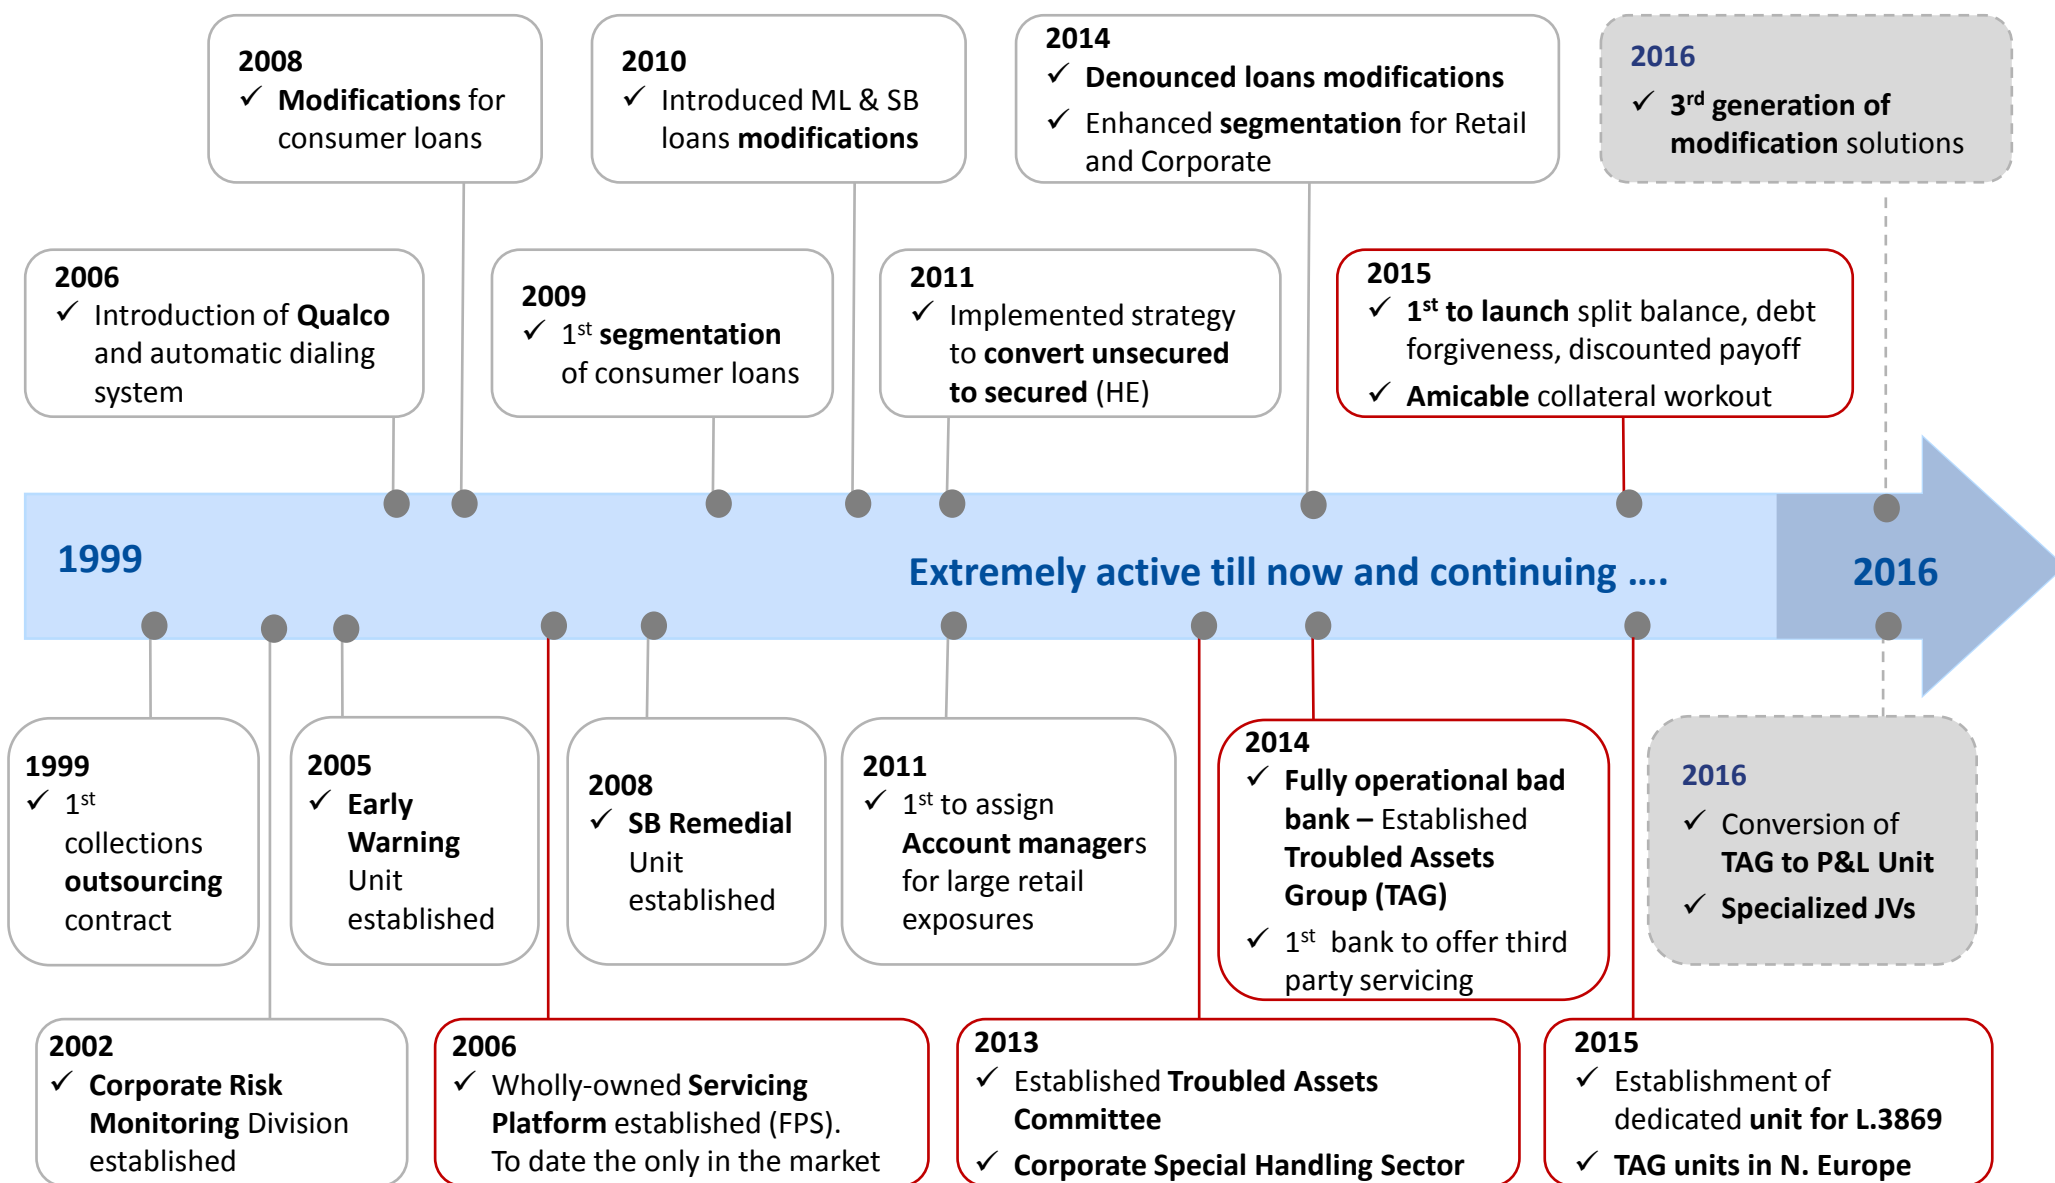 2008
✓ Modifications for
consumer loans
2010
✓ Introduced ML & SB
loans modifications
2014
✓ Denounced loans modifications
✓ Enhanced segmentation for Retail
and Corporate
2016
✓ 3rd generation of
modification solutions
2006
✓ Introduction of Qualco
and automatic dialing
system
2009
✓ 1st segmentation
of consumer loans
2011
✓ Implemented strategy
to convert unsecured
to secured (HE)
2015
✓ 1st to launch split balance, debt
forgiveness, discounted payoff
✓ Amicable collateral workout
1999
Extremely active till now and continuing ....
2016
1999
✓ 1st
collections
outsourcing
contract
2005
✓ Early
Warning
Unit
established
2008
✓ SB Remedial
Unit
established
2011
✓ 1st to assign
Account managers
for large retail
exposures
2014
✓ Fully operational bad
bank – Established
Troubled Assets
Group (TAG)
✓ 1st bank to offer third
party servicing
2016
✓ Conversion of
TAG to P&L Unit
✓ Specialized JVs
2002
✓ Corporate Risk
Monitoring Division
established
2006
✓ Wholly-owned Servicing
Platform established (FPS).
To date the only in the market
2013
✓ Established Troubled Assets
Committee
✓ Corporate Special Handling Sector
2015
✓ Establishment of
dedicated unit for L.3869
✓ TAG units in N. Europe